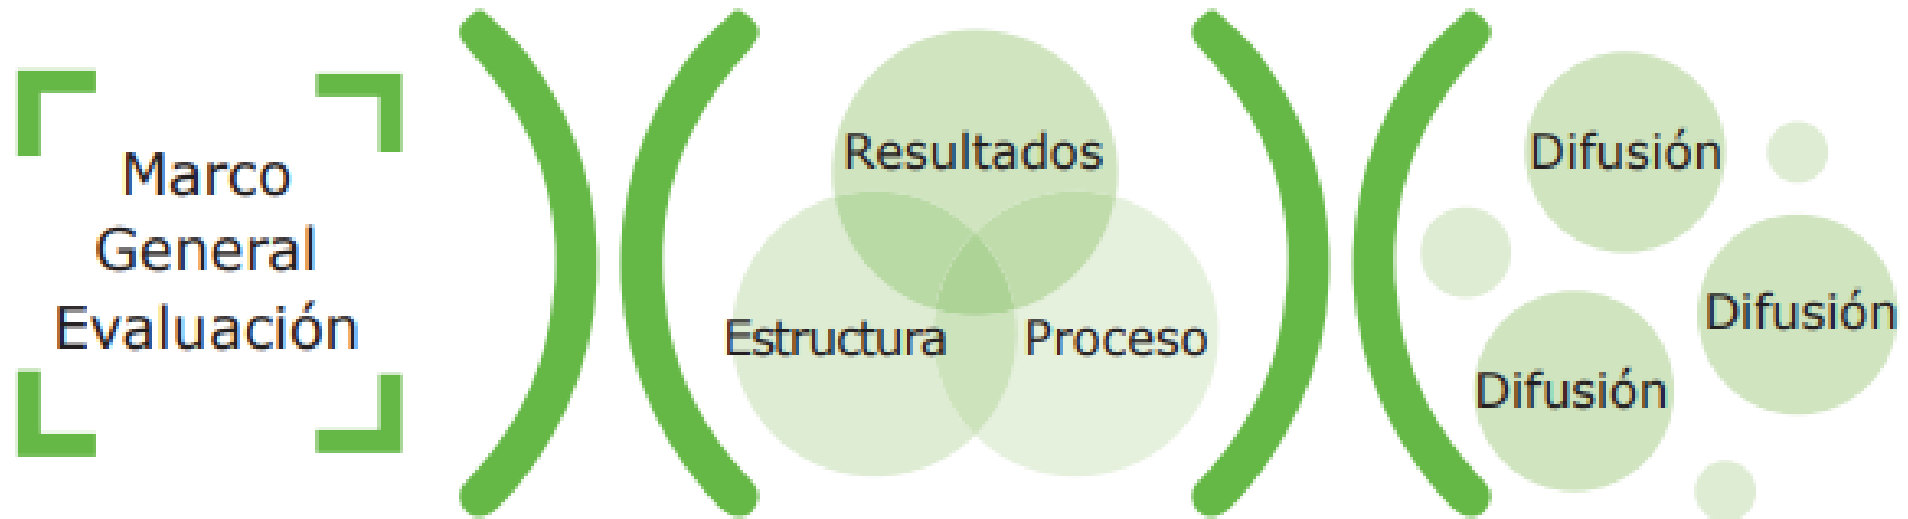 Marco
General
Evaluación
Resultados
Estructura
Proceso
Difusión
Difusión
Difusión